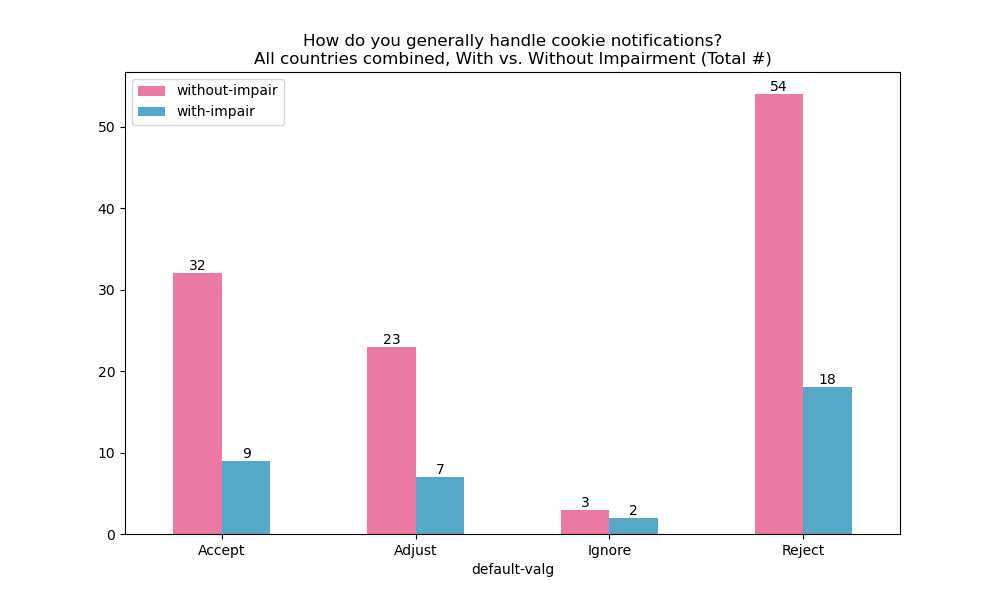 How do you generally handle cookie notifications?
All countries combined, With vs. Without Impairment (Total #)
without-impair
with-impair
50
40
30
20
10
0
32
9
23
7
3
2
54
18
Accept
Adjust
Ignore
Reject
default-valg